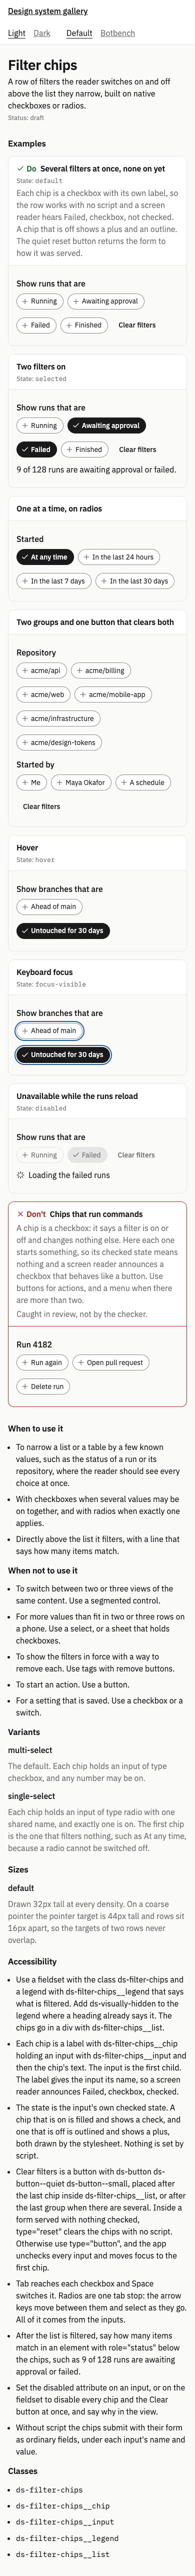 Design system gallery
Light Dark Default Botbench
Filter chips
A row of filters the reader switches on and off
above the list they narrow, built on native
checkboxes or radios.
Status: draft
Examples
Do Several filters at once, none on yet
State: default
Each chip is a checkbox with its own label, so
the row works with no script and a screen
reader hears Failed, checkbox, not checked.
A chip that is off shows a plus and an outline.
The quiet reset button returns the form to
how it was served.
Show runs that are
Running Awaiting approval
Failed Finished Clear filters
Two filters on
State: selected
Show runs that are
Running Awaiting approval
Failed Finished Clear filters
9 of 128 runs are awaiting approval or failed.
One at a time, on radios
Started
At any time In the last 24 hours
In the last 7 days In the last 30 days
Two groups and one button that clears both
Repository
acme/api acme/billing
acme/web acme/mobile-app
acme/infrastructure
acme/design-tokens
Started by
Me Maya Okafor A schedule
Clear filters
Hover
State: hover
Show branches that are
Ahead of main
Untouched for 30 days
Keyboard focus
State: focus-visible
Show branches that are
Ahead of main
Untouched for 30 days
Unavailable while the runs reload
State: disabled
Show runs that are
Running Failed Clear filters
Loading the failed runs
Don't Chips that run commands
A chip is a checkbox: it says a filter is on or
off and changes nothing else. Here each one
starts something, so its checked state means
nothing and a screen reader announces a
checkbox that behaves like a button. Use
buttons for actions, and a menu when there
are more than two.
Caught in review, not by the checker.
Run 4182
Run again Open pull request
Delete run
When to use it
• To narrow a list or a table by a few known
values, such as the status of a run or its
repository, where the reader should see every
choice at once.
• With checkboxes when several values may be
on together, and with radios when exactly one
applies.
• Directly above the list it filters, with a line that
says how many items match.
When not to use it
• To switch between two or three views of the
same content. Use a segmented control.
• For more values than fit in two or three rows on
a phone. Use a select, or a sheet that holds
checkboxes.
• To show the filters in force with a way to
remove each. Use tags with remove buttons.
• To start an action. Use a button.
• For a setting that is saved. Use a checkbox or a
switch.
Variants
multi-select
The default. Each chip holds an input of type
checkbox, and any number may be on.
single-select
Each chip holds an input of type radio with one
shared name, and exactly one is on. The first chip
is the one that filters nothing, such as At any time,
because a radio cannot be switched off.
Sizes
default
Drawn 32px tall at every density. On a coarse
pointer the pointer target is 44px tall and rows sit
16px apart, so the targets of two rows never
overlap.
Accessibility
• Use a fieldset with the class ds-filter-chips and
a legend with ds-filter-chips__legend that says
what is filtered. Add ds-visually-hidden to the
legend where a heading already says it. The
chips go in a div with ds-filter-chips__list.
• Each chip is a label with ds-filter-chips__chip
holding an input with ds-filter-chips__input and
then the chip's text. The input is the first child.
The label gives the input its name, so a screen
reader announces Failed, checkbox, checked.
• The state is the input's own checked state. A
chip that is on is filled and shows a check, and
one that is off is outlined and shows a plus,
both drawn by the stylesheet. Nothing is set by
script.
• Clear filters is a button with ds-button ds-
button--quiet ds-button--small, placed after
the last chip inside ds-filter-chips__list, or after
the last group when there are several. Inside a
form served with nothing checked,
type="reset" clears the chips with no script.
Otherwise use type="button", and the app
unchecks every input and moves focus to the
first chip.
• Tab reaches each checkbox and Space
switches it. Radios are one tab stop: the arrow
keys move between them and select as they go.
All of it comes from the inputs.
• After the list is filtered, say how many items
match in an element with role="status" below
the chips, such as 9 of 128 runs are awaiting
approval or failed.
• Set the disabled attribute on an input, or on the
fieldset to disable every chip and the Clear
button at once, and say why in the view.
• Without script the chips submit with their form
as ordinary fields, under each input's name and
value.
Classes
• ds-filter-chips
• ds-filter-chips__chip
• ds-filter-chips__input
• ds-filter-chips__legend
• ds-filter-chips__list